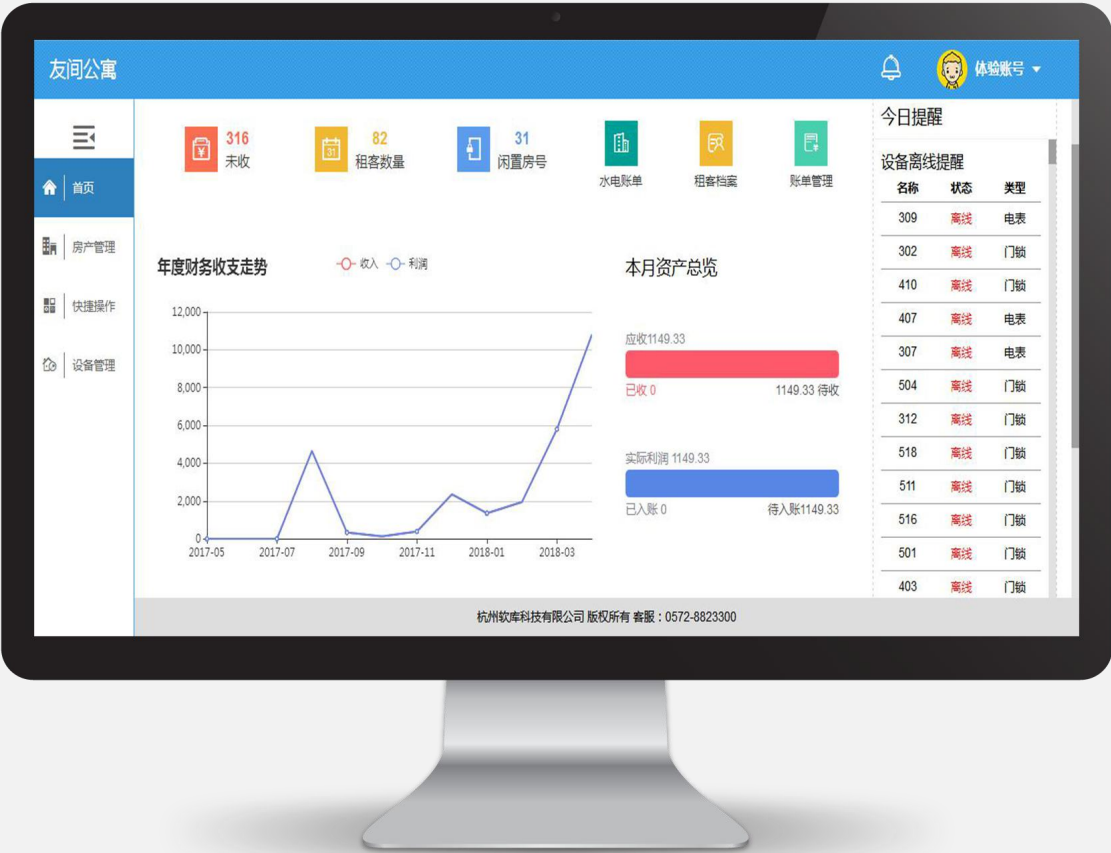 友间公寓
体验账号
首页
房产管理
快捷操作
设备管理
316
未收
31
82
租客数量
31
闲置房号
水电账单
租客档案
账单管理
年度财务收支走势
收入 利润
12,000
10,000
8,000
6,000
4,000
2,000
0
2017-05 2017-07 2017-09 2017-11 2018-01 2018-03
本月资产总览
应收1149.33
已收 0 1149.33 待收
实际利润 1149.33
已入账 0 待入账1149.33
今日提醒
设备离线提醒
名称 状态 类型
309 离线 电表
302 离线 门锁
410 离线 门锁
407 离线 电表
307 离线 电表
504 离线 门锁
312 离线 门锁
518 离线 门锁
511 离线 门锁
516 离线 门锁
501 离线 门锁
403 离线 门锁
杭州软库科技有限公司 版权所有 客服：0572-8823300